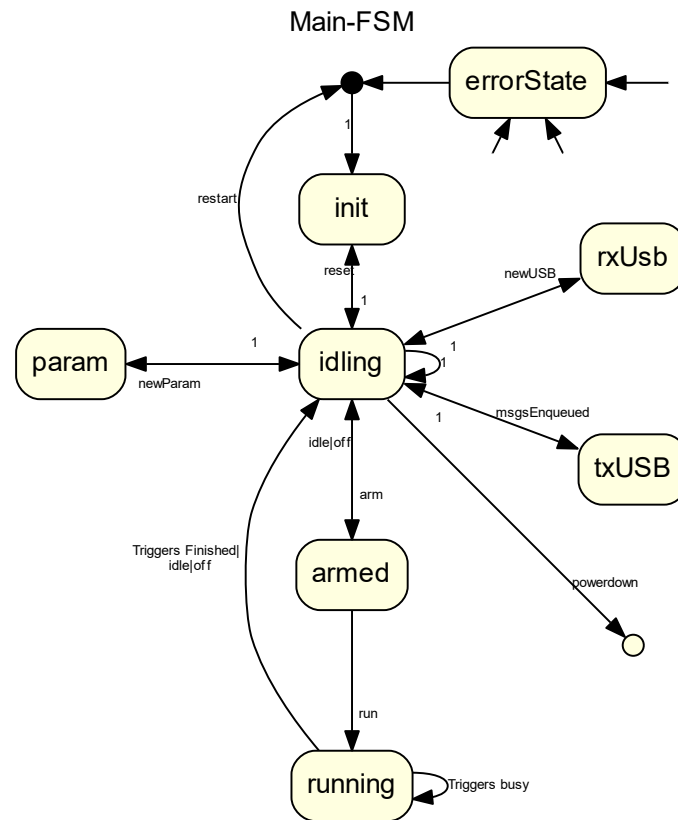 Main-FSM
errorState
1
init
restart
reset
1
rxUsb
newUSB
1
param
1
newParam
idling
1
1
msgsEnqueued
txUSB
idle|off
arm
Triggers Finished|
idle|off
armed
powerdown
run
running
Triggers busy